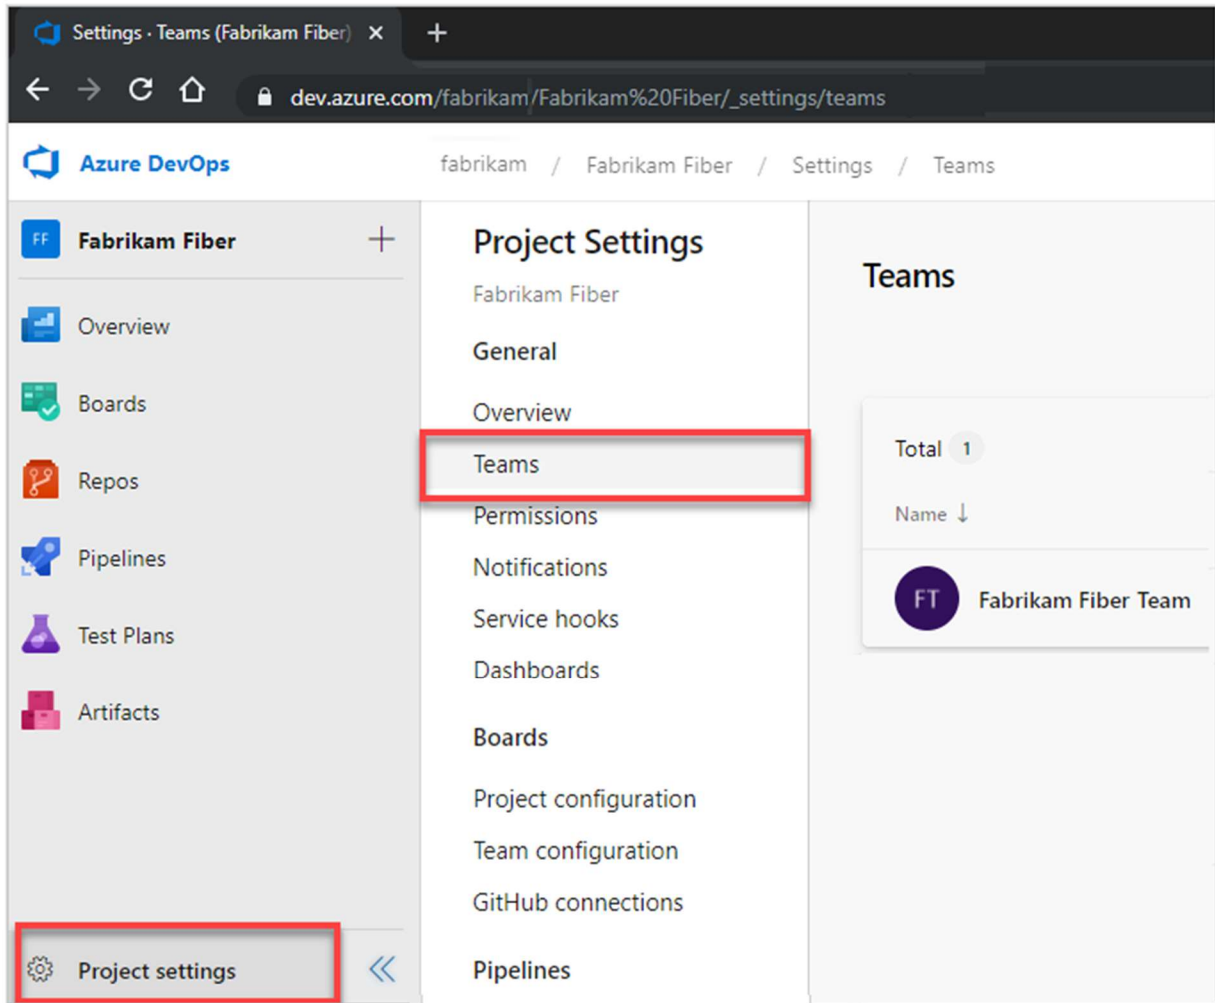 Settings · Teams (Fabrikam Fiber)
dev.azure.com/fabrikam/Fabrikam%20Fiber/_settings/teams
Azure DevOps
fabrikam / Fabrikam Fiber / Settings / Teams
FF Fabrikam Fiber
Overview
Boards
Repos
Pipelines
Test Plans
Artifacts
Project settings
Project Settings
Fabrikam Fiber
General
Overview
Teams
Permissions
Notifications
Service hooks
Dashboards
Boards
Project configuration
Team configuration
GitHub connections
Pipelines
Teams
Total 1
Name ↓
FT Fabrikam Fiber Team